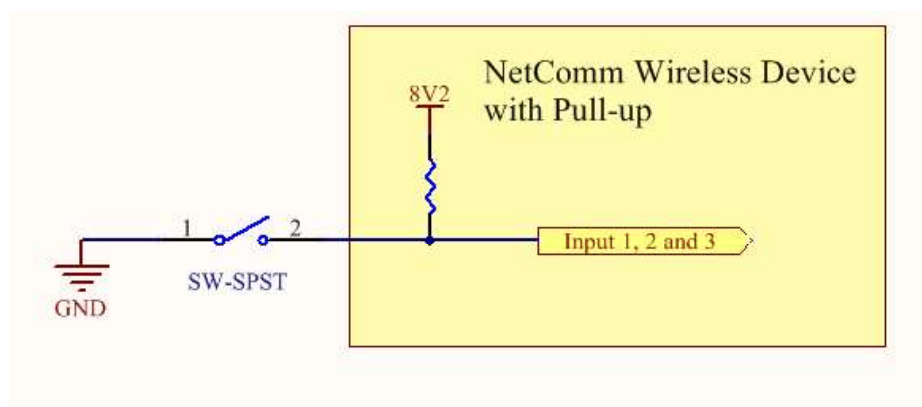 NetComm Wireless Device
with Pull-up
8V2
1
2
Input 1, 2 and 3
SW-SPST
GND